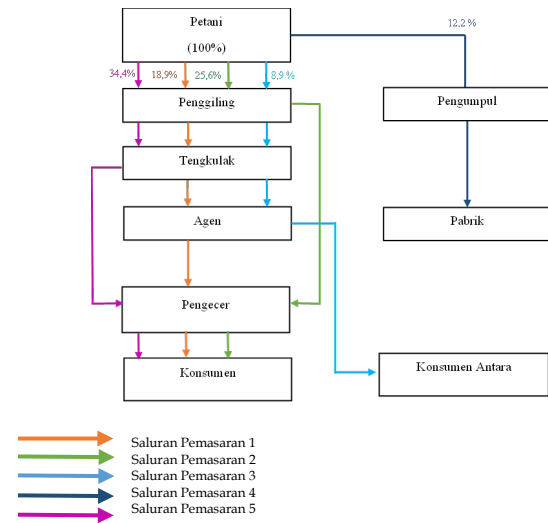 Petani
(100%)
12.2 %
34,4%
18,9%
25,6%
8,9 %
Penggiling
Pengumpul
Tengkulak
Agen
Pabrik
Pengecer
Konsumen
Konsumen Antara
Saluran Pemasaran 1
Saluran Pemasaran 2
Saluran Pemasaran 3
Saluran Pemasaran 4
Saluran Pemasaran 5